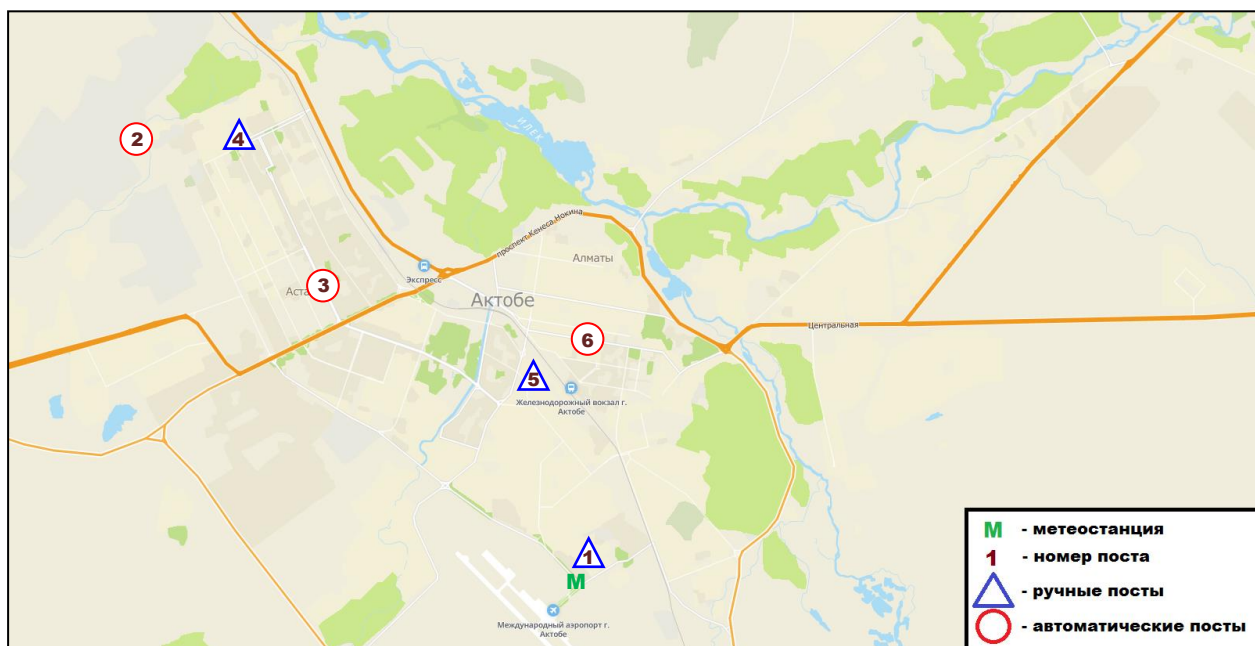 ИЛЕК
2
4
проспект Кенеса Нокина
Алматы
Экспресс
3
Аста
Актобе
Центральная
6
5
Железнодорожный вокзал г.
Актобе
1
М
Международный аэропорт г.
Актобе
М - метеостанция
1 - номер поста
- ручные посты
- автоматические посты